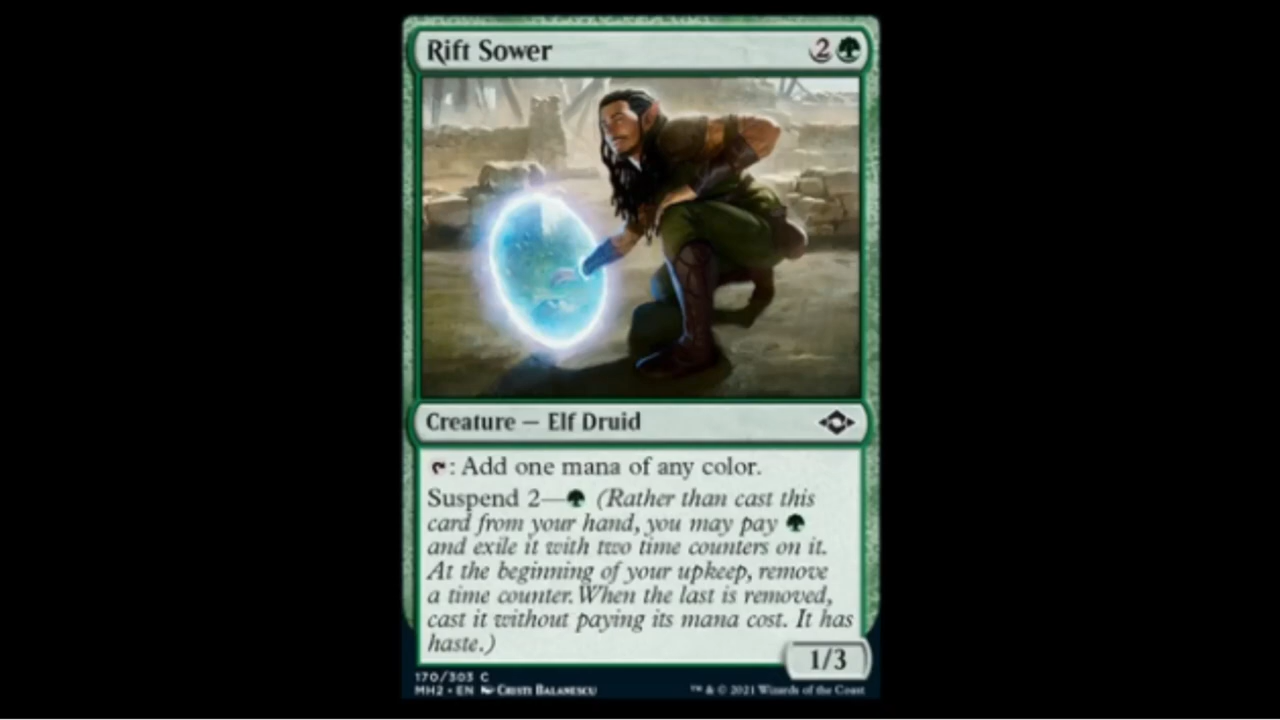 Rift Sower 2
Creature — Elf Druid
: Add one mana of any color.
Suspend 2— (Rather than cast this
card from your hand, you may pay
and exile it with two time counters on it.
At the beginning of your upkeep, remove
a time counter. When the last is removed,
cast it without paying its mana cost. It has
haste.)
1/3
170/303 C
MH2 • EN Cristi Balanescu ™ & © 2021 Wizards of the Coast